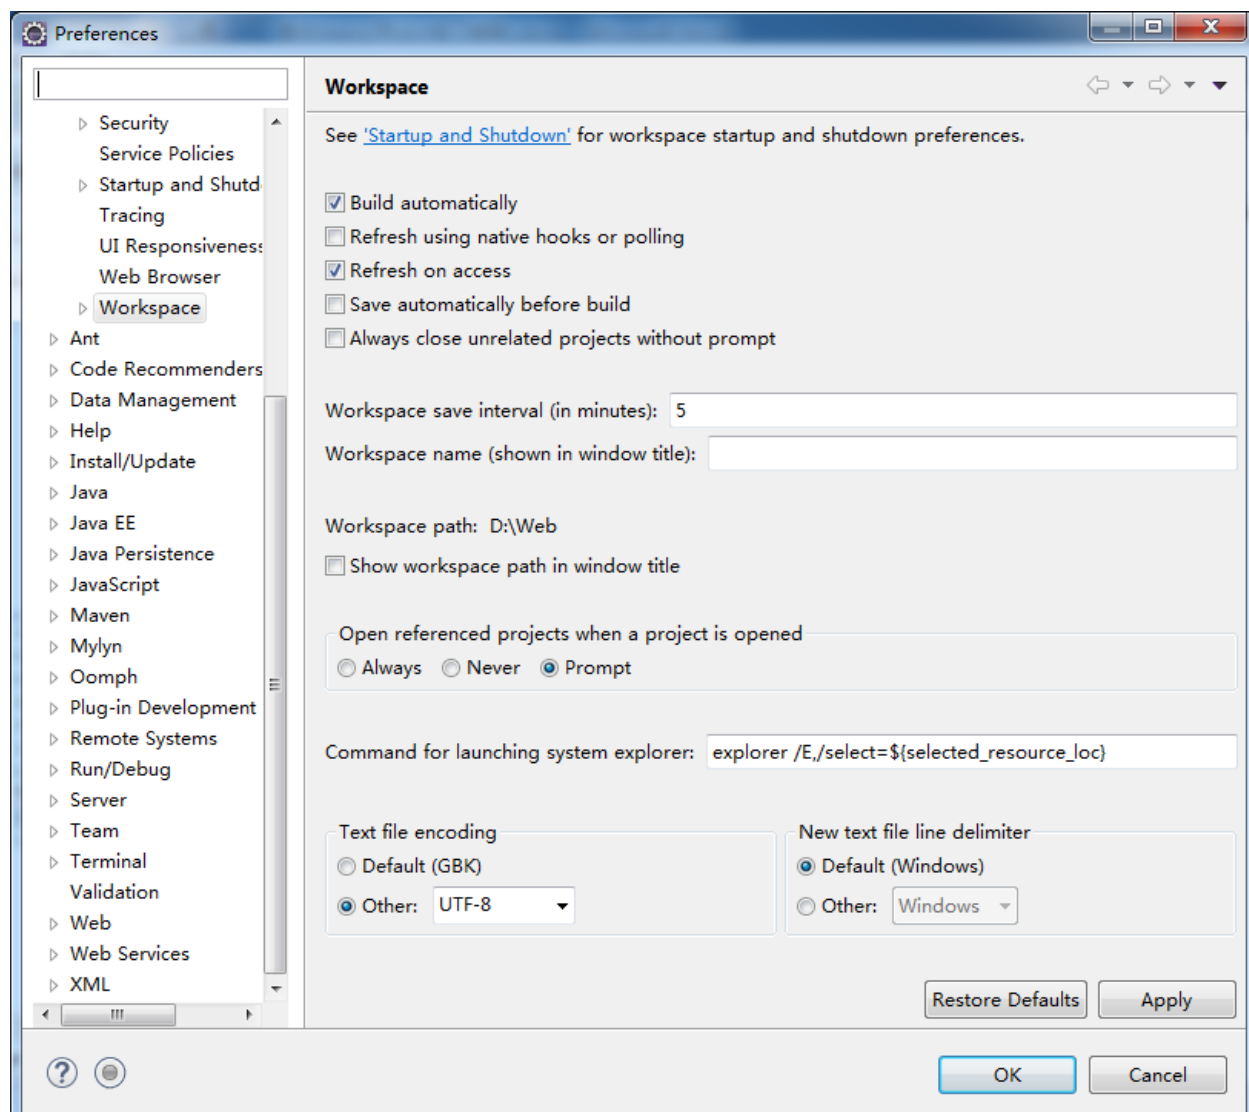 Preferences
Workspace
See 'Startup and Shutdown' for workspace startup and shutdown preferences.
Security
Service Policies
Startup and Shutd
Tracing
UI Responsiveness
Web Browser
Workspace
Ant
Code Recommenders
Data Management
Help
Install/Update
Java
Java EE
Java Persistence
JavaScript
Maven
Mylyn
Oomph
Plug-in Development
Remote Systems
Run/Debug
Server
Team
Terminal
Validation
Web
Web Services
XML
Build automatically
Refresh using native hooks or polling
Refresh on access
Save automatically before build
Always close unrelated projects without prompt
Workspace save interval (in minutes): 5
Workspace name (shown in window title):
Workspace path: D:\Web
Show workspace path in window title
Open referenced projects when a project is opened
Always Never Prompt
Command for launching system explorer: explorer /E,/select=${selected_resource_loc}
Text file encoding
Default (GBK)
Other: UTF-8
New text file line delimiter
Default (Windows)
Other: Windows
Restore Defaults Apply
OK Cancel